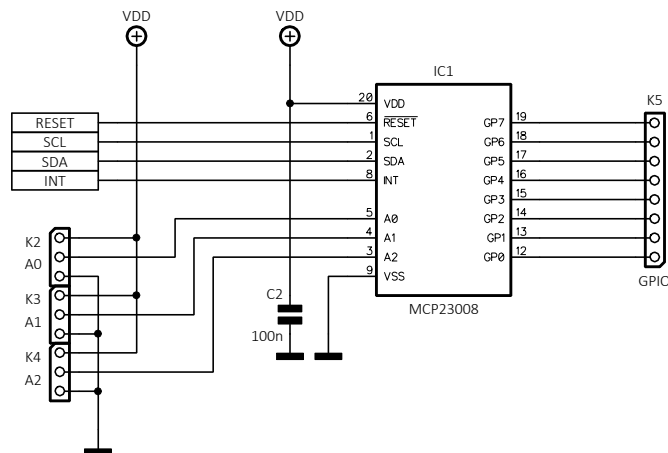 VDD
VDD
IC1
K5
RESET
SCL
SDA
INT
20
6
1
2
8
5
4
3
9
VDD
RESET
SCL
SDA
INT
A0
A1
A2
VSS
GP7
GP6
GP5
GP4
GP3
GP2
GP1
GP0
19
18
17
16
15
14
13
12
K2
A0
K3
A1
K4
A2
C2
100n
MCP23008
GPIO